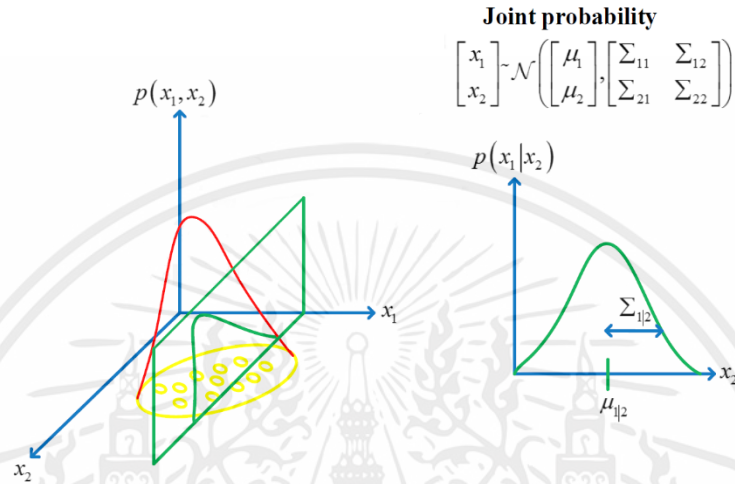 Joint probability
[x₁ x₂] ~ 𝒩([μ₁ μ₂], [Σ₁₁ Σ₁₂ Σ₂₁ Σ₂₂])
p(x₁,x₂)
p(x₁|x₂)
x₁
Σ₁|₂
x₂
μ₁|₂
x₂